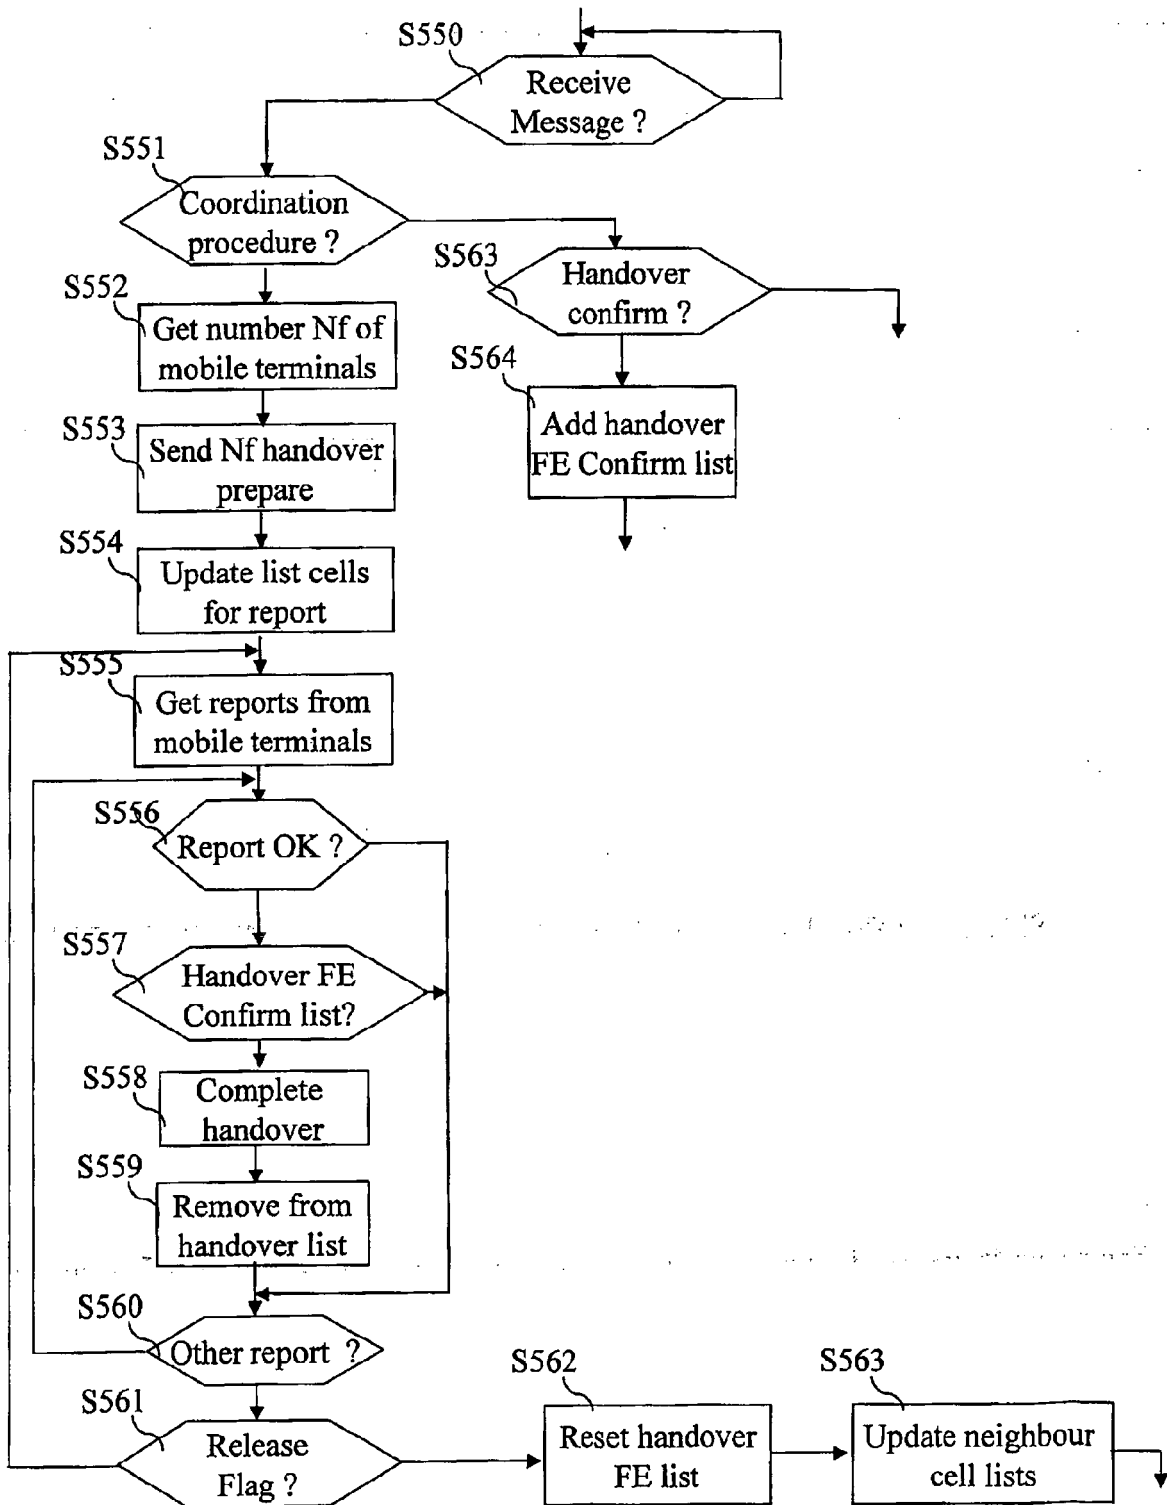 S550
Receive
Message ?
S551
Coordination
procedure ?
S563
Handover
confirm ?
S552
Get number Nf of
mobile terminals
S564
Add handover
FE Confirm list
S553
Send Nf handover
prepare
S554
Update list cells
for report
S555
Get reports from
mobile terminals
S556
Report OK ?
S557
Handover FE
Confirm list?
S558
Complete
handover
S559
Remove from
handover list
S560
Other report ?
S561
Release
Flag ?
S562
Reset handover
FE list
S563
Update neighbour
cell lists